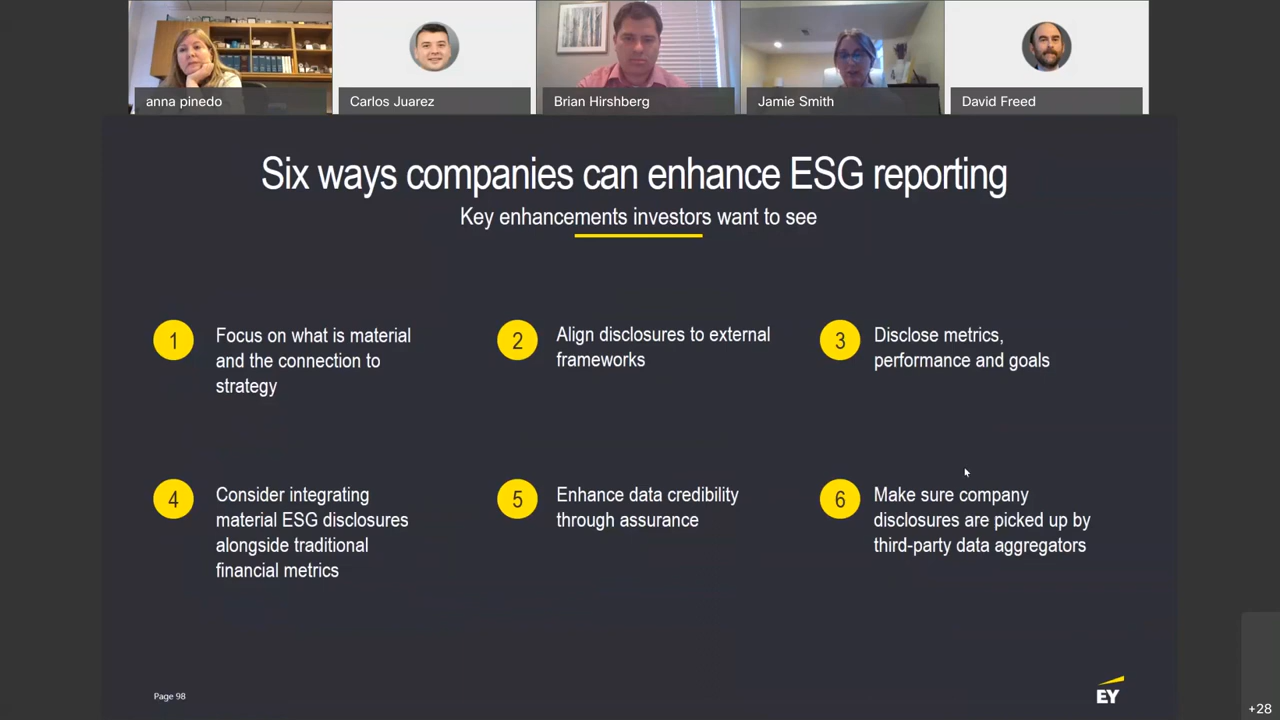 anna pinedo
Carlos Juarez
Brian Hirshberg
Jamie Smith
David Freed
Six ways companies can enhance ESG reporting
Key enhancements investors want to see
1
Focus on what is material
and the connection to
strategy
2
Align disclosures to external
frameworks
3
Disclose metrics,
performance and goals
4
Consider integrating
material ESG disclosures
alongside traditional
financial metrics
5
Enhance data credibility
through assurance
6
Make sure company
disclosures are picked up by
third-party data aggregators
Page 98
EY
+28